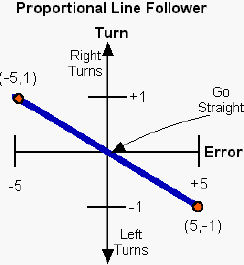 Proportional Line Follower
Turn
Right
Turns
(-5,1)
+1
Go
Straight
Error
-5
+5
-1
(5,-1)
Left
Turns